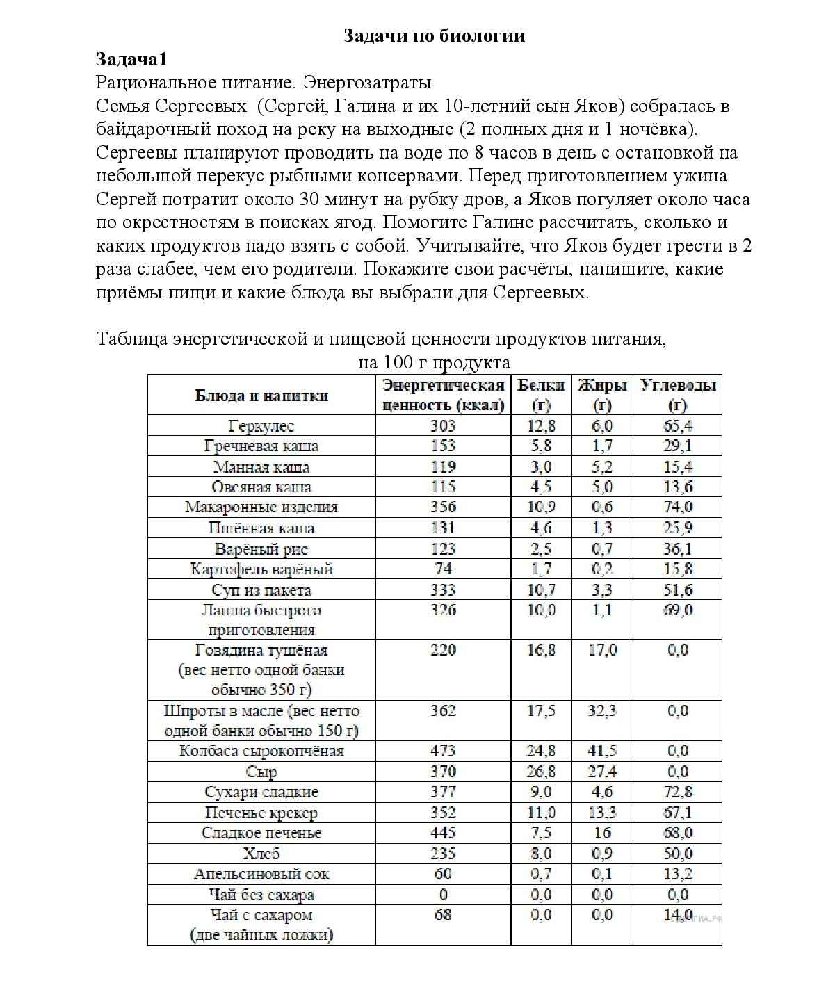 Задачи по биологии
Задача1
Рациональное питание. Энергозатраты
Семья Сергеевых (Сергей, Галина и их 10-летний сын Яков) собралась в
байдарочный поход на реку на выходные (2 полных дня и 1 ночёвка).
Сергеевы планируют проводить на воде по 8 часов в день с остановкой на
небольшой перекус рыбными консервами. Перед приготовлением ужина
Сергей потратит около 30 минут на рубку дров, а Яков погуляет около часа
по окрестностям в поисках ягод. Помогите Галине рассчитать, сколько и
каких продуктов надо взять с собой. Учитывайте, что Яков будет грести в 2
раза слабее, чем его родители. Покажите свои расчёты, напишите, какие
приёмы пищи и какие блюда вы выбрали для Сергеевых.
Таблица энергетической и пищевой ценности продуктов питания,
на 100 г продукта
Блюда и напитки Энергетическая ценность (ккал) Белки (г) Жиры (г) Углеводы (г)
Геркулес 303 12,8 6,0 65,4
Гречневая каша 153 5,8 1,7 29,1
Манная каша 119 3,0 5,2 15,4
Овсяная каша 115 4,5 5,0 13,6
Макаронные изделия 356 10,9 0,6 74,0
Пшённая каша 131 4,6 1,3 25,9
Варёный рис 123 2,5 0,7 36,1
Картофель варёный 74 1,7 0,2 15,8
Суп из пакета 333 10,7 3,3 51,6
Лапша быстрого 326 10,0 1,1 69,0
приготовления
Говядина тушёная 220 16,8 17,0 0,0
(вес нетто одной банки
обычно 350 г)
Шпроты в масле (вес нетто 362 17,5 32,3 0,0
одной банки обычно 150 г)
Колбаса сырокопчёная 473 24,8 41,5 0,0
Сыр 370 26,8 27,4 0,0
Сухари сладкие 377 9,0 4,6 72,8
Печенье крекер 352 11,0 13,3 67,1
Сладкое печенье 445 7,5 16 68,0
Хлеб 235 8,0 0,9 50,0
Апельсиновый сок 60 0,7 0,1 13,2
Чай без сахара 0 0,0 0,0 0,0
Чай с сахаром 68 0,0 0,0 14,0
(две чайных ложки)